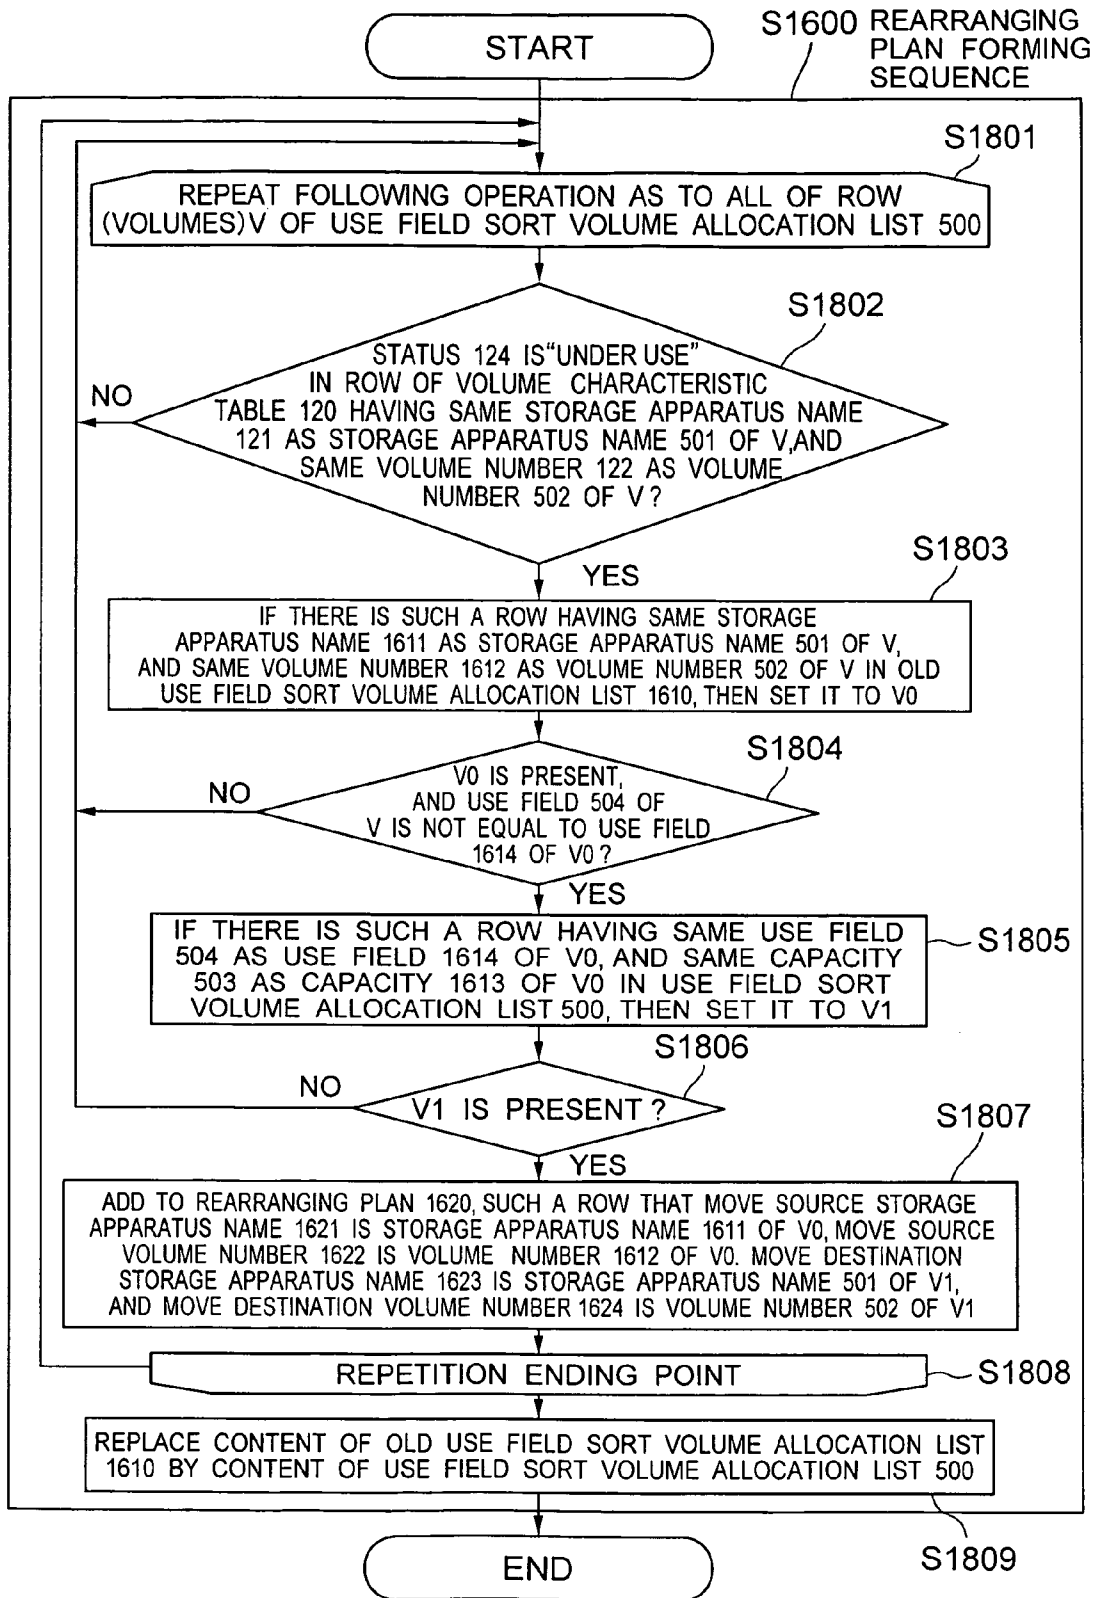 START
S1600 REARRANGING
PLAN FORMING
SEQUENCE
S1801
REPEAT FOLLOWING OPERATION AS TO ALL OF ROW
(VOLUMES)V OF USE FIELD SORT VOLUME ALLOCATION LIST 500
S1802
STATUS 124 IS "UNDER USE"
IN ROW OF VOLUME CHARACTERISTIC
TABLE 120 HAVING SAME STORAGE APPARATUS NAME
121 AS STORAGE APPARATUS NAME 501 OF V, AND
SAME VOLUME NUMBER 122 AS VOLUME
NUMBER 502 OF V?
NO
YES
S1803
IF THERE IS SUCH A ROW HAVING SAME STORAGE
APPARATUS NAME 1611 AS STORAGE APPARATUS NAME 501 OF V,
AND SAME VOLUME NUMBER 1612 AS VOLUME NUMBER 502 OF V IN OLD
USE FIELD SORT VOLUME ALLOCATION LIST 1610, THEN SET IT TO V0
S1804
V0 IS PRESENT,
AND USE FIELD 504 OF
V IS NOT EQUAL TO USE FIELD
1614 OF V0?
NO
YES
S1805
IF THERE IS SUCH A ROW HAVING SAME USE FIELD
504 AS USE FIELD 1614 OF V0, AND SAME CAPACITY
503 AS CAPACITY 1613 OF V0 IN USE FIELD SORT
VOLUME ALLOCATION LIST 500, THEN SET IT TO V1
S1806
V1 IS PRESENT?
NO
YES
S1807
ADD TO REARRANGING PLAN 1620, SUCH A ROW THAT MOVE SOURCE STORAGE
APPARATUS NAME 1621 IS STORAGE APPARATUS NAME 1611 OF V0, MOVE SOURCE
VOLUME NUMBER 1622 IS VOLUME NUMBER 1612 OF V0. MOVE DESTINATION
STORAGE APPARATUS NAME 1623 IS STORAGE APPARATUS NAME 501 OF V1,
AND MOVE DESTINATION VOLUME NUMBER 1624 IS VOLUME NUMBER 502 OF V1
REPETITION ENDING POINT
S1808
REPLACE CONTENT OF OLD USE FIELD SORT VOLUME ALLOCATION LIST
1610 BY CONTENT OF USE FIELD SORT VOLUME ALLOCATION LIST 500
S1809
END